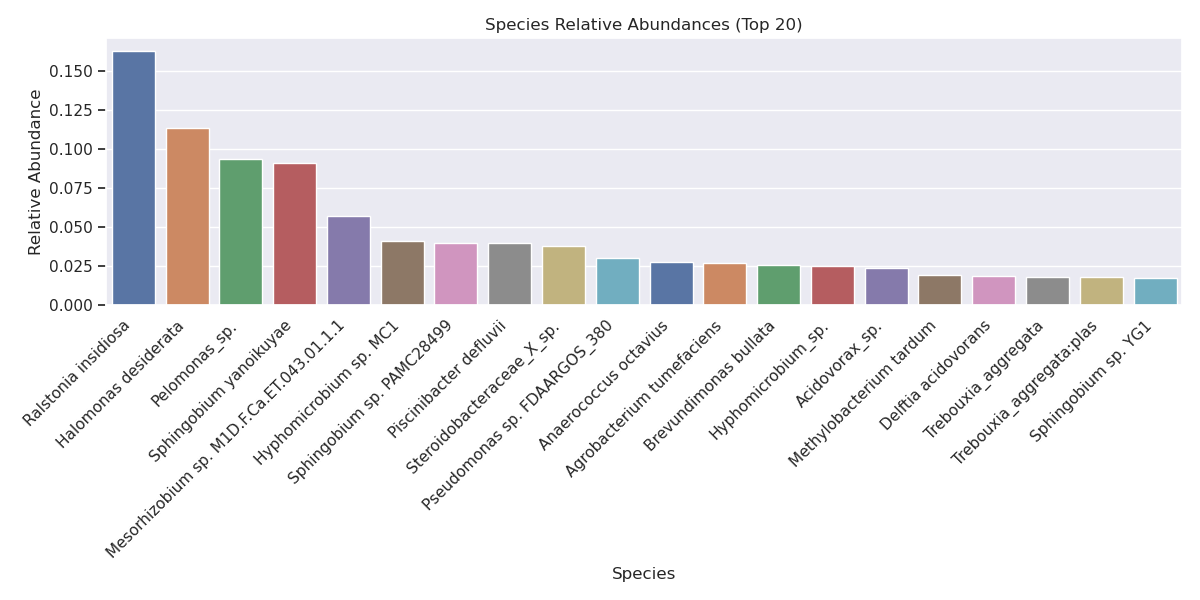 Species Relative Abundances (Top 20)
Relative Abundance
0.150
0.125
0.100
0.075
0.050
0.025
0.000
Ralstonia insidiosa
Halomonas desiderata
Pelomonas_sp.
Sphingobium yanoikuyae
Mesorhizobium sp. M1D.F.Ca.ET.043.01.1.1
Hyphomicrobium sp. MC1
Sphingobium sp. PAMC28499
Piscinibacter defluvii
Steroidobacteraceae_X_sp.
Pseudomonas sp. FDAARGOS_380
Anaerococcus octavius
Agrobacterium tumefaciens
Brevundimonas bullata
Hyphomicrobium_sp.
Acidovorax_sp.
Methylobacterium tardum
Delftia acidovorans
Trebouxia_aggregata
Trebouxia_aggregata:plas
Sphingobium sp. YG1
Species